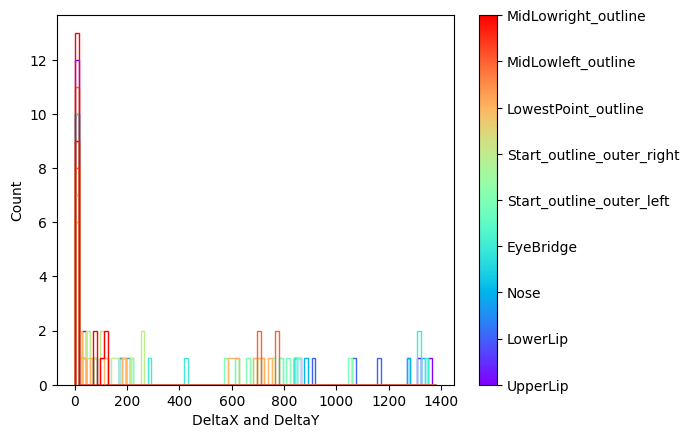 12
10
8
6
4
2
0
Count
0 200 400 600 800 1000 1200 1400
DeltaX and DeltaY
MidLowright_outline
MidLowleft_outline
LowestPoint_outline
Start_outline_outer_right
Start_outline_outer_left
EyeBridge
Nose
LowerLip
UpperLip